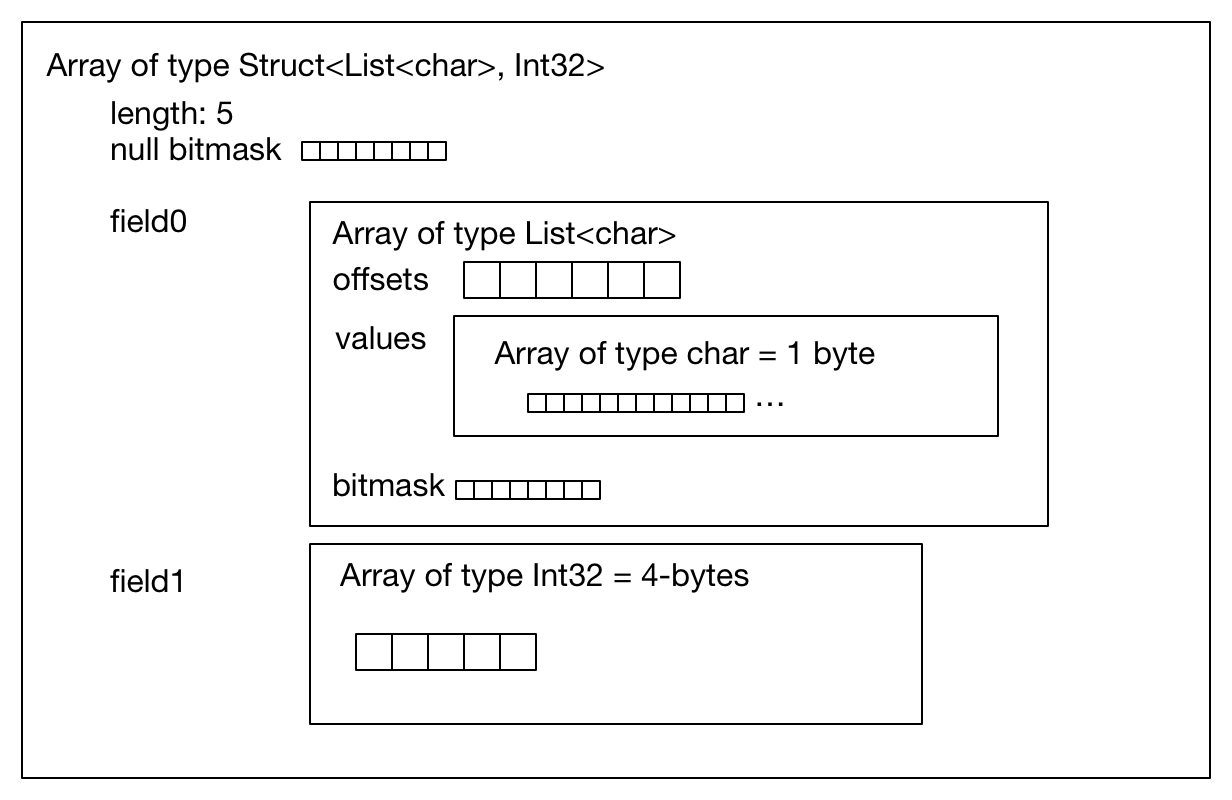 Array of type Struct<List<char>, Int32>
length: 5
null bitmask
field0
Array of type List<char>
offsets
values
Array of type char = 1 byte
...
bitmask
field1
Array of type Int32 = 4-bytes